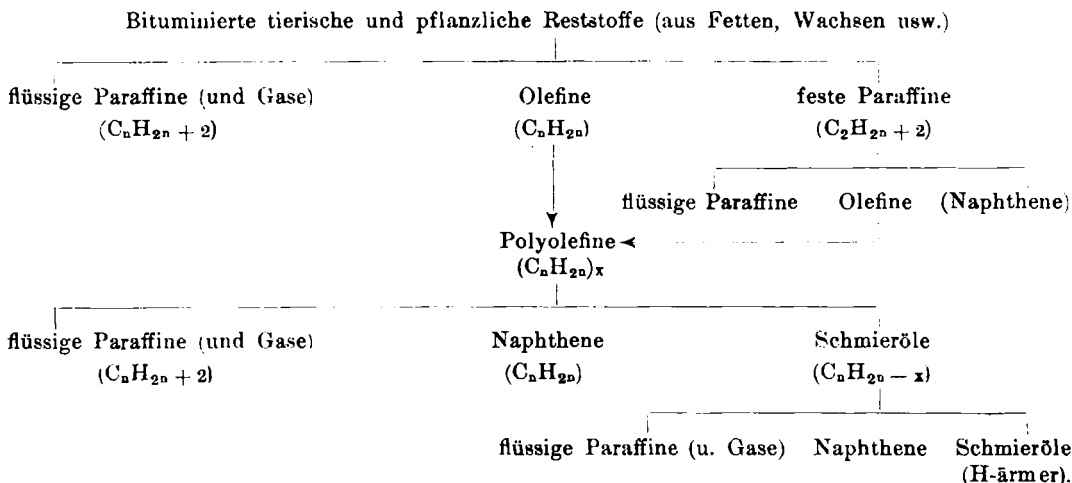 Bituminierte tierische und pflanzliche Reststoffe (aus Fetten, Wachsen usw.)
flüssige Paraffine (und Gase) Olefine feste Paraffine
(CₙH₂ₙ + 2) (CₙH₂ₙ) (C₂H₂ₙ + 2)
flüssige Paraffine Olefine (Naphthene)
Polyolefine
(CₙH₂ₙ)x
flüssige Paraffine (und Gase) Naphthene Schmieröle
(CₙH₂ₙ + 2) (CₙH₂ₙ) (CₙH₂ₙ — x)
flüssige Paraffine (u. Gase) Naphthene Schmieröle
(H-ärmer).